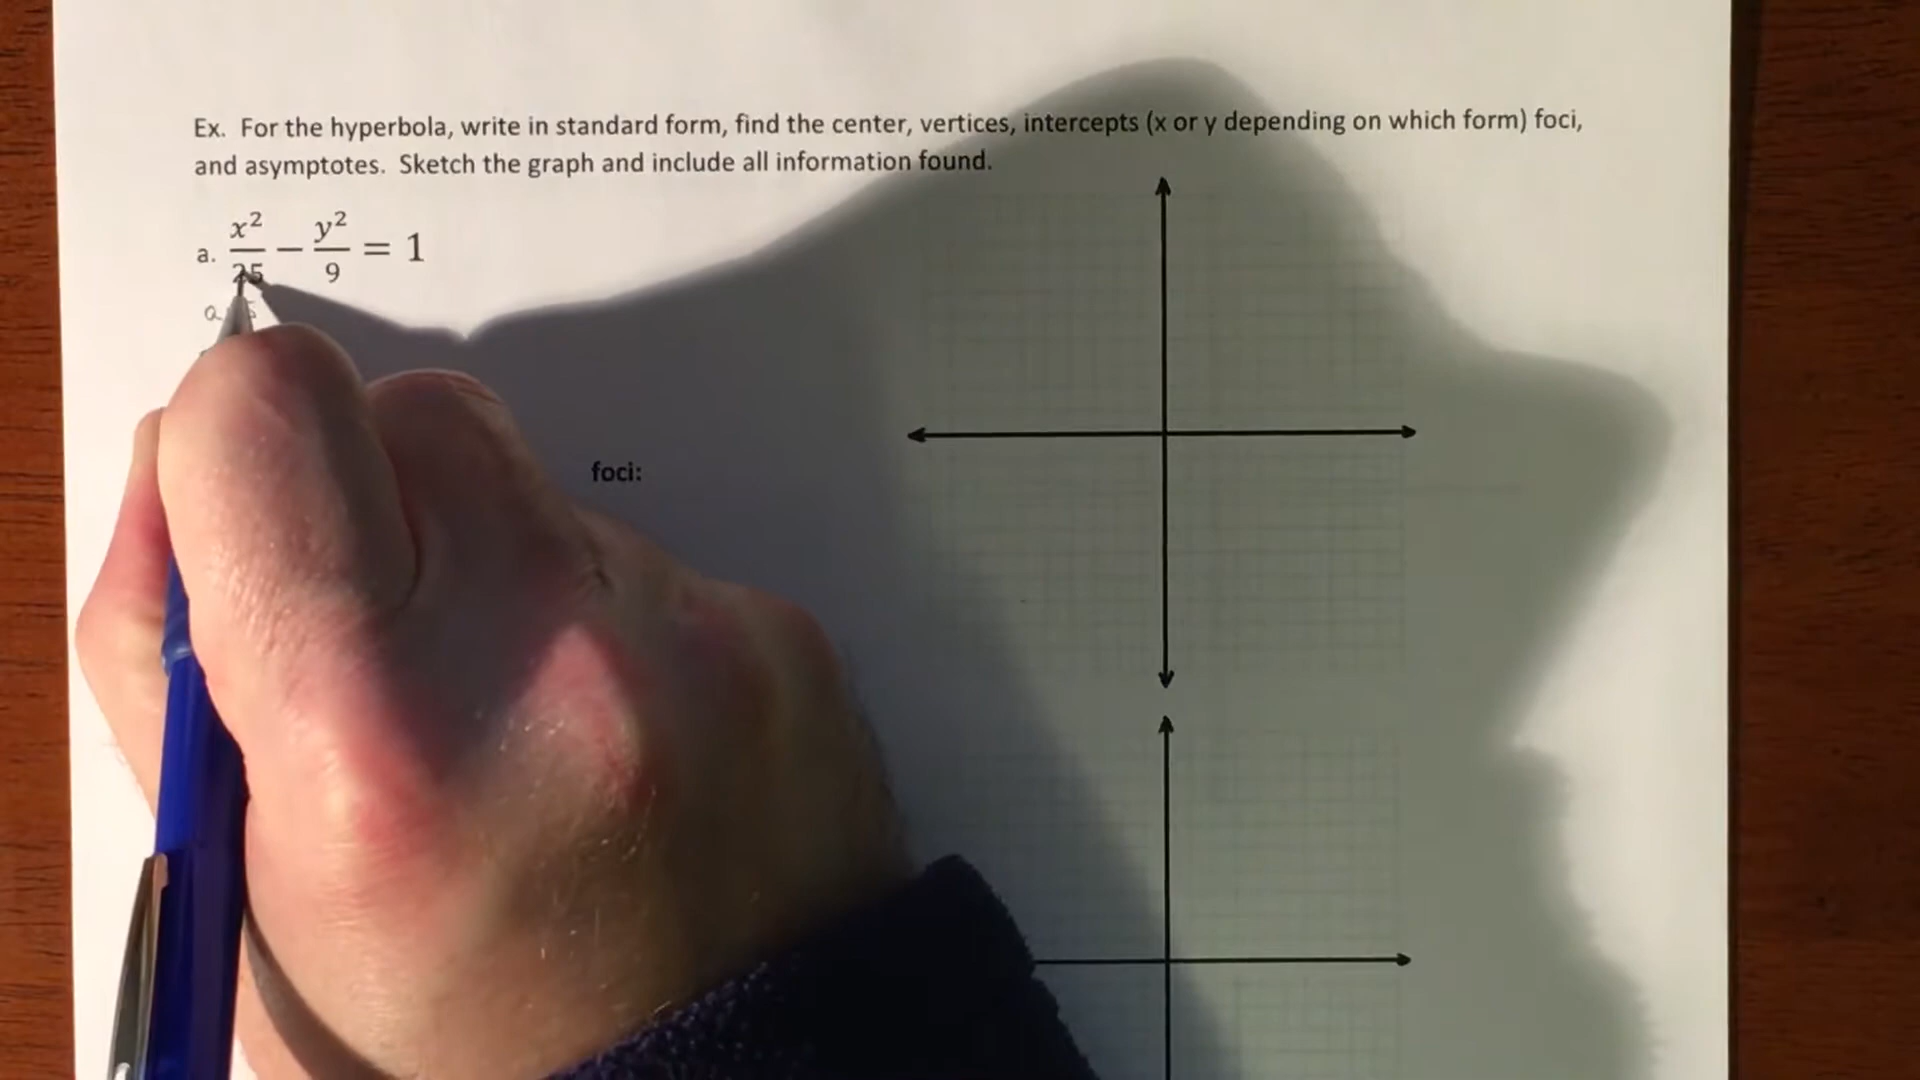 Ex. For the hyperbola, write in standard form, find the center, vertices, intercepts (x or y depending on which form) foci,
and asymptotes. Sketch the graph and include all information found.
a. x²/25 − y²/9 = 1
a
foci: